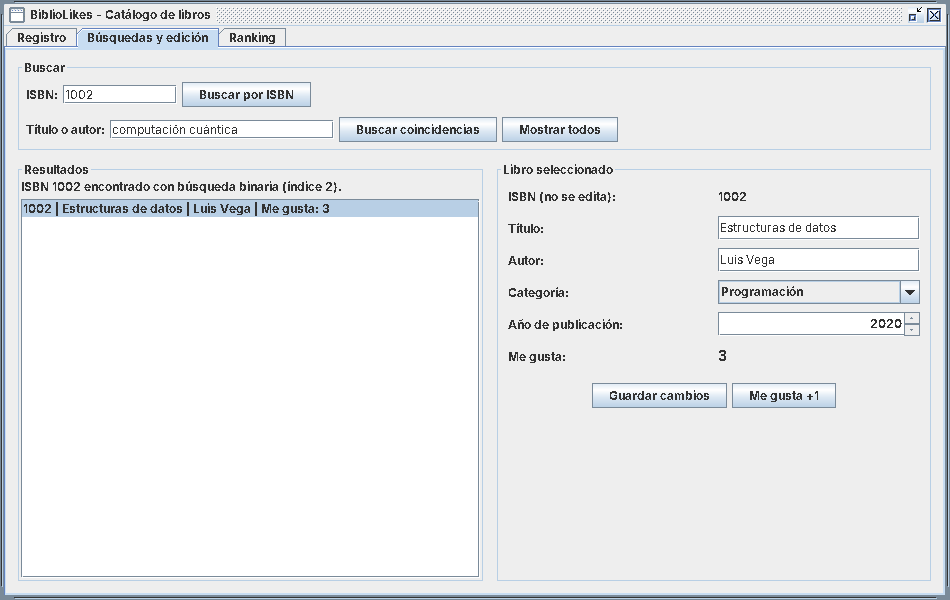 BiblioLikes - Catálogo de libros
Registro Búsquedas y edición Ranking
Buscar
ISBN: 1002 Buscar por ISBN
Título o autor: computación cuántica Buscar coincidencias Mostrar todos
Resultados
ISBN 1002 encontrado con búsqueda binaria (índice 2).
1002 | Estructuras de datos | Luis Vega | Me gusta: 3
Libro seleccionado
ISBN (no se edita): 1002
Título: Estructuras de datos
Autor: Luis Vega
Categoría: Programación
Año de publicación: 2020
Me gusta: 3
Guardar cambios Me gusta +1